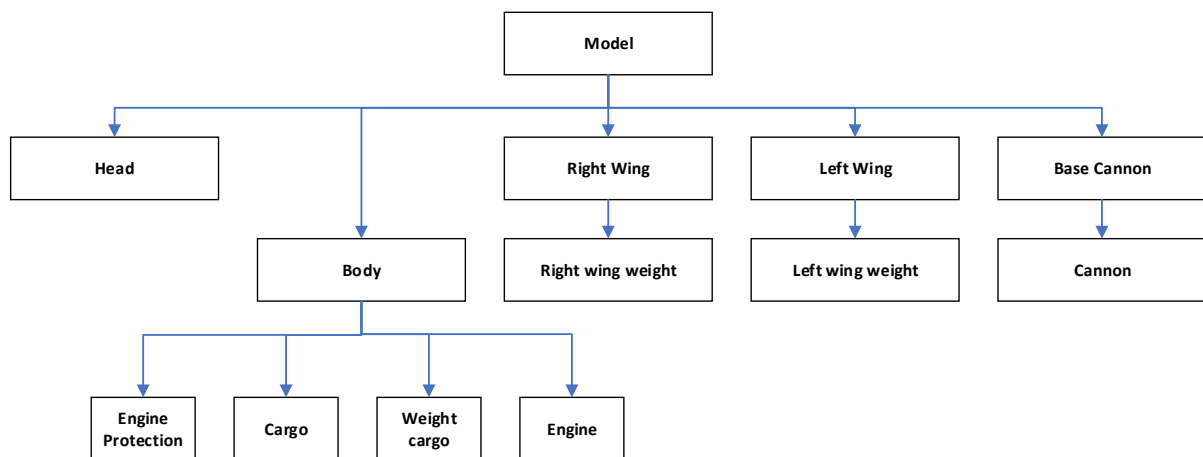 Model
Head
Right Wing
Left Wing
Base Cannon
Body
Right wing weight
Left wing weight
Cannon
Engine
Protection
Cargo
Weight
cargo
Engine